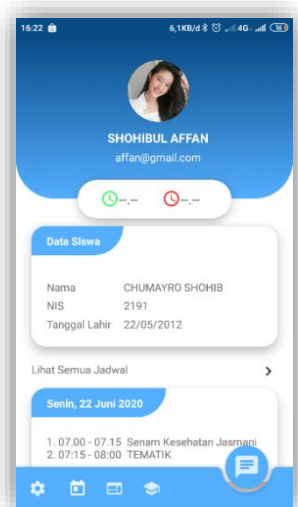 16:22 6,1KB/d 4G 16
SHOHIBUL AFFAN
affan@gmail.com
--.-- --.--
Data Siswa
Nama CHUMAYRO SHOHIB
NIS 2191
Tanggal Lahir 22/05/2012
Lihat Semua Jadwal
Senin, 22 Juni 2020
1. 07.00 - 07.15 Senam Kesehatan Jasmani
2. 07:15 - 08:00 TEMATIK